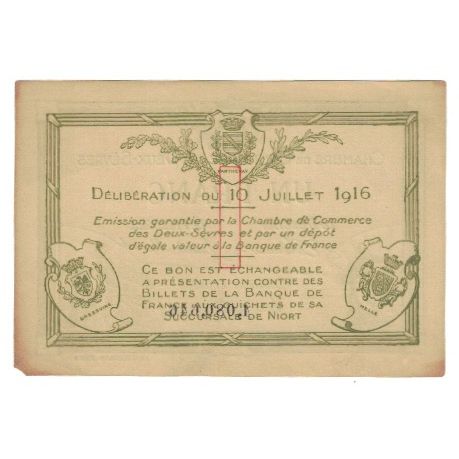 PARTHENAY
DÉLIBÉRATION DU 10 JUILLET 1916
Emission garantie par la Chambre de Commerce
des Deux-Sèvres et par un dépôt
d'égale valeur à la Banque de France
CE BON EST ÉCHANGEABLE
A PRÉSENTATION CONTRE DES
BILLETS DE LA BANQUE DE
FRANCE AUX GUICHETS DE SA
SUCCURSALE DE NIORT
BRESSUIRE
MELLE